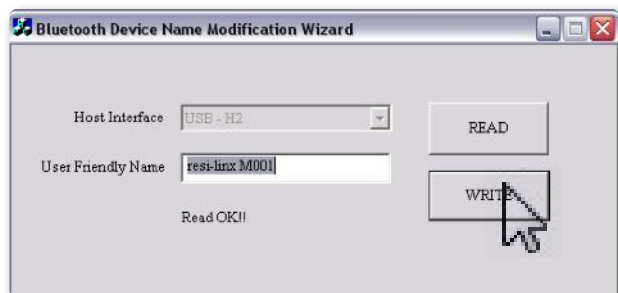 Bluetooth Device Name Modification Wizard
Host Interface USB - H2 READ
User Friendly Name resi-linx M001 WRITE
Read OK!!